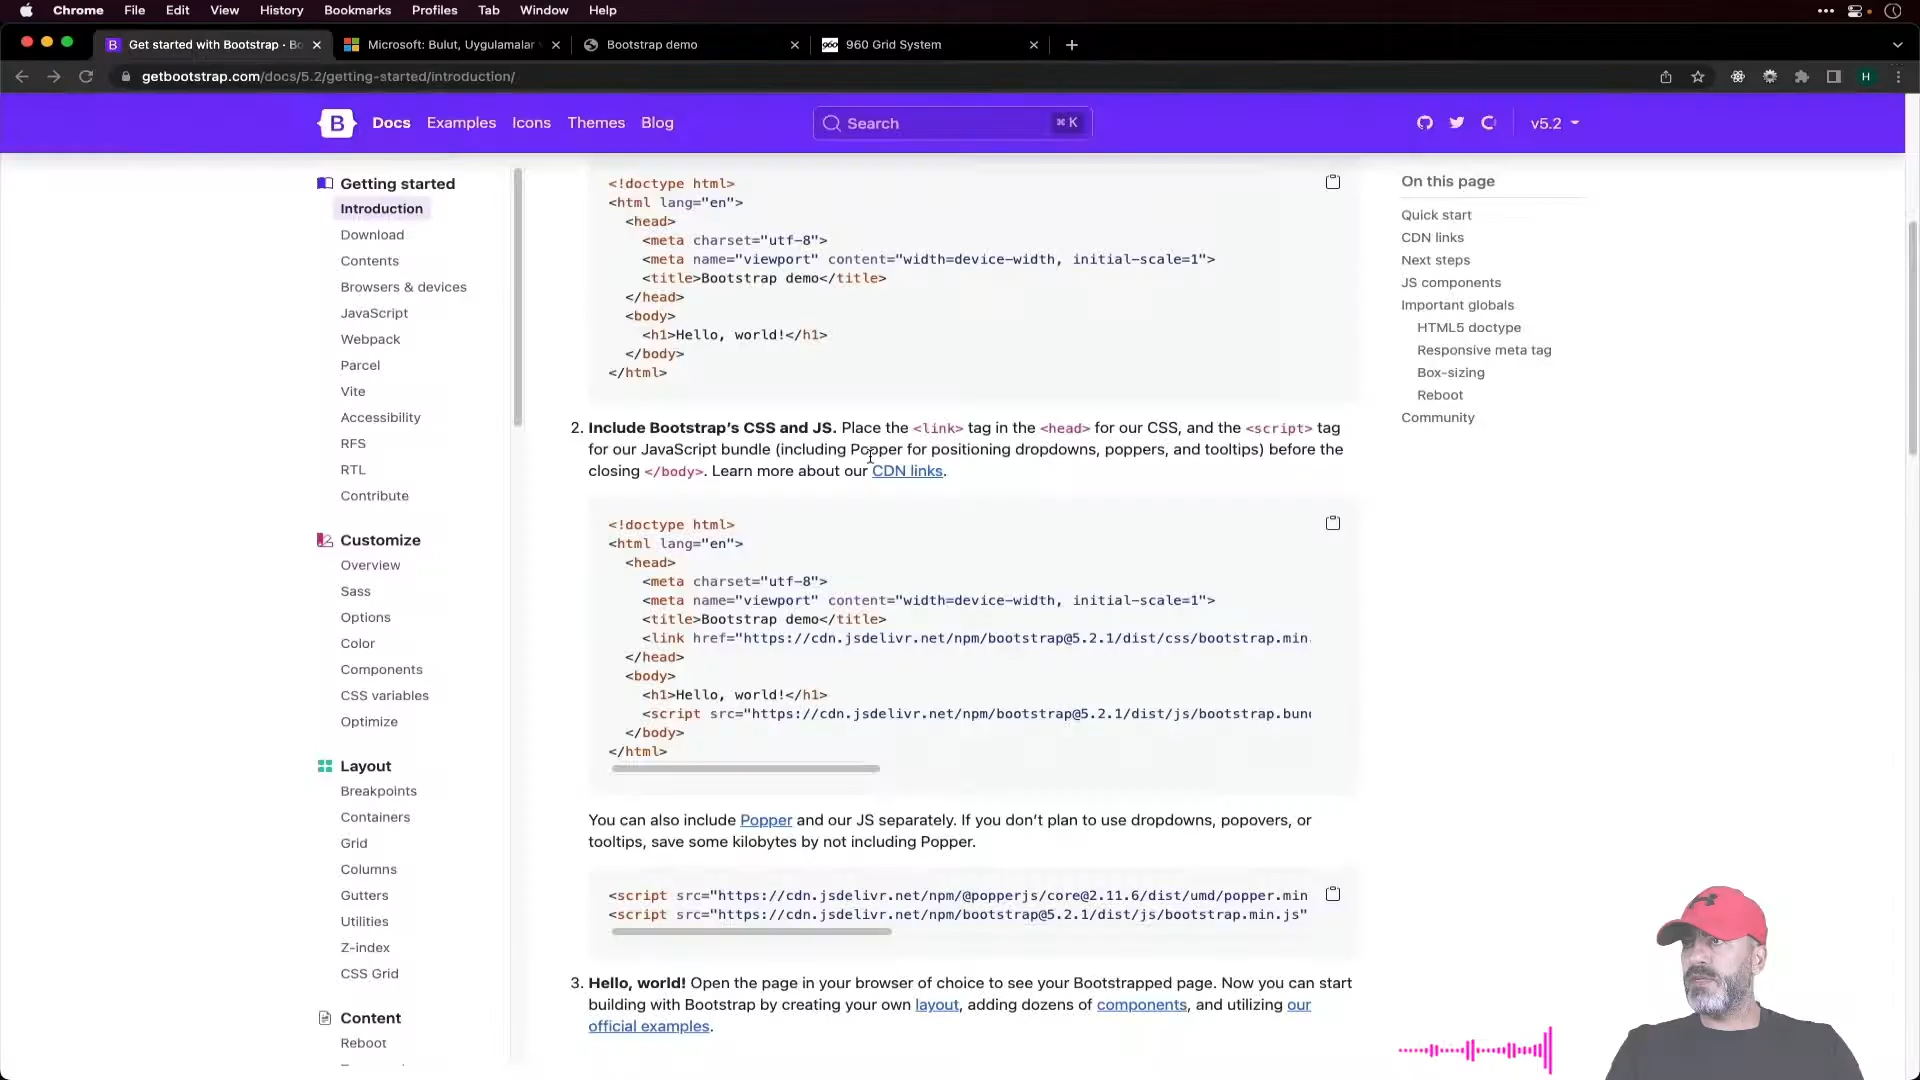 Chrome File Edit View History Bookmarks Profiles Tab Window Help
Get started with Bootstrap · Bo
Microsoft: Bulut, Uygulamalar
Bootstrap demo
960 Grid System
getbootstrap.com/docs/5.2/getting-started/introduction/
H
B Docs Examples Icons Themes Blog
Search ⌘ K
v5.2
Getting started
Introduction
Download
Contents
Browsers & devices
JavaScript
Webpack
Parcel
Vite
Accessibility
RFS
RTL
Contribute
Customize
Overview
Sass
Options
Color
Components
CSS variables
Optimize
Layout
Breakpoints
Containers
Grid
Columns
Gutters
Utilities
Z-index
CSS Grid
Content
Reboot
<!doctype html>
<html lang="en">
<head>
<meta charset="utf-8">
<meta name="viewport" content="width=device-width, initial-scale=1">
<title>Bootstrap demo</title>
</head>
<body>
<h1>Hello, world!</h1>
</body>
</html>
2. Include Bootstrap’s CSS and JS. Place the <link> tag in the <head> for our CSS, and the <script> tag
for our JavaScript bundle (including Popper for positioning dropdowns, poppers, and tooltips) before the
closing </body>. Learn more about our CDN links.
<!doctype html>
<html lang="en">
<head>
<meta charset="utf-8">
<meta name="viewport" content="width=device-width, initial-scale=1">
<title>Bootstrap demo</title>
<link href="https://cdn.jsdelivr.net/npm/bootstrap@5.2.1/dist/css/bootstrap.min.
</head>
<body>
<h1>Hello, world!</h1>
<script src="https://cdn.jsdelivr.net/npm/bootstrap@5.2.1/dist/js/bootstrap.bund
</body>
</html>
You can also include Popper and our JS separately. If you don’t plan to use dropdowns, popovers, or
tooltips, save some kilobytes by not including Popper.
<script src="https://cdn.jsdelivr.net/npm/@popperjs/core@2.11.6/dist/umd/popper.min
<script src="https://cdn.jsdelivr.net/npm/bootstrap@5.2.1/dist/js/bootstrap.min.js"
3. Hello, world! Open the page in your browser of choice to see your Bootstrapped page. Now you can start
building with Bootstrap by creating your own layout, adding dozens of components, and utilizing our
official examples.
On this page
Quick start
CDN links
Next steps
JS components
Important globals
HTML5 doctype
Responsive meta tag
Box-sizing
Reboot
Community